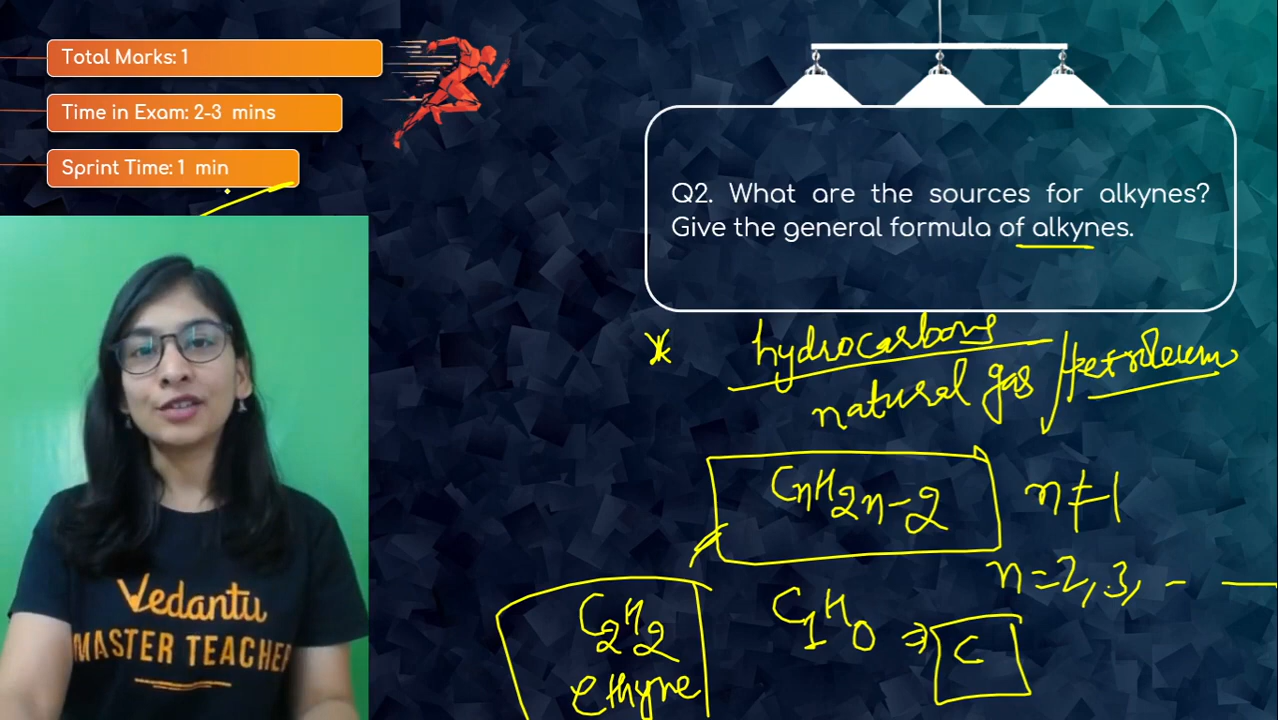 Total Marks: 1
Time in Exam: 2-3 mins
Sprint Time: 1 min
Q2. What are the sources for alkynes?
Give the general formula of alkynes.
hydrocarbons
natural gas / petroleum
CnH2n-2
n≠1
n=2, 3, - —
C2H2
ethyne
C1H0 ⇒ C
Vedantu
MASTER TEACHER